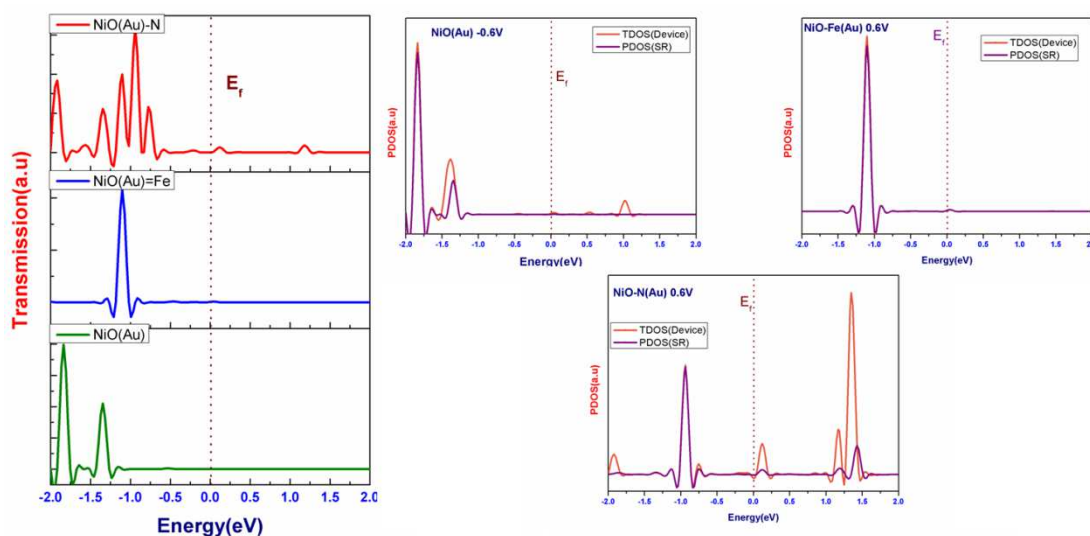 NiO(Au)-N
E_f
NiO(Au)=Fe
NiO(Au)
Transmission(a.u)
-2.0 -1.5 -1.0 -0.5 0.0 0.5 1.0 1.5 2.0
Energy(eV)
NiO(Au) -0.6V
TDOS(Device)
PDOS(SR)
E_f
PDOS(a.u)
-2.0 -1.5 -1.0 -0.5 0.0 0.5 1.0 1.5 2.0
Energy(eV)
NiO-Fe(Au) 0.6V
E_f
TDOS(Device)
PDOS(SR)
PDOS(a.u)
-2.0 -1.5 -1.0 -0.5 0.0 0.5 1.0 1.5 2.0
Energy(eV)
NiO-N(Au) 0.6V
E_f
TDOS(Device)
PDOS(SR)
PDOS(a.u)
-2.0 -1.5 -1.0 -0.5 0.0 0.5 1.0 1.5 2.0
Energy(eV)